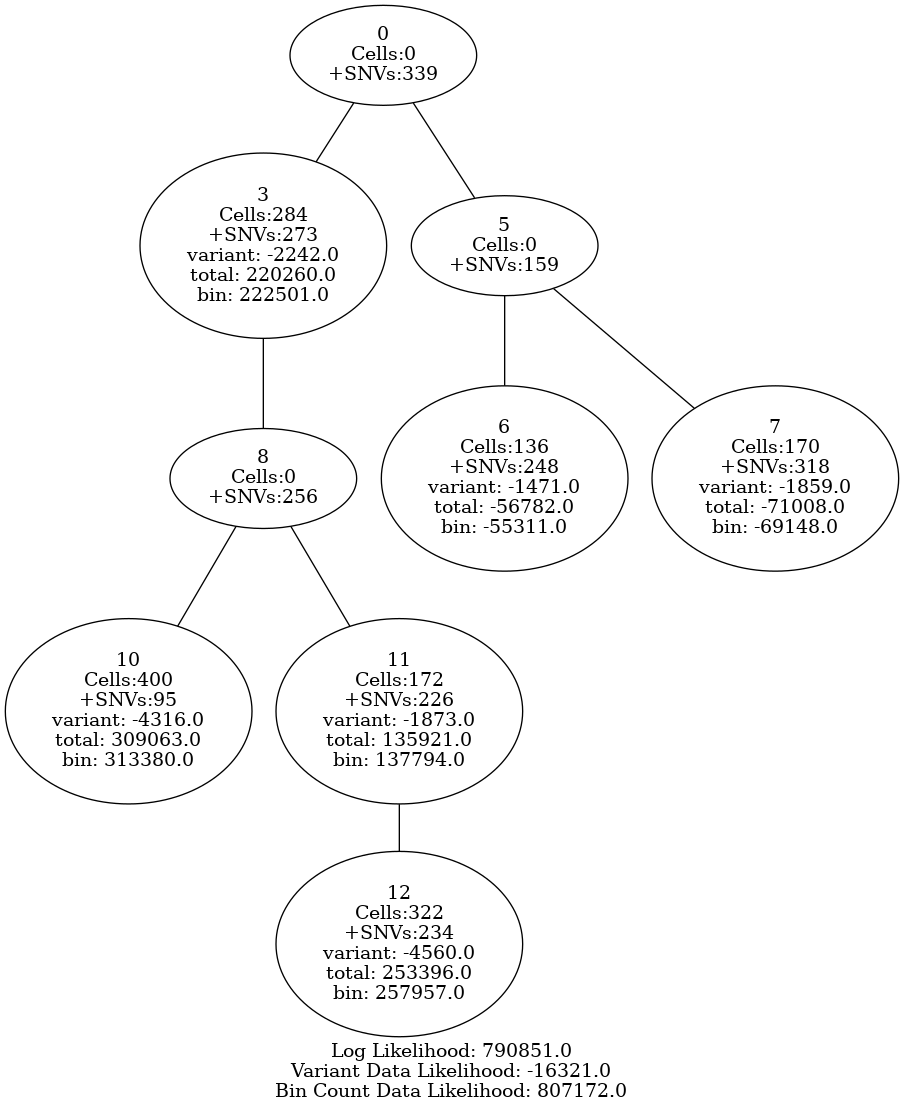 0
Cells:0
+SNVs:339
3
Cells:284
+SNVs:273
variant: -2242.0
total: 220260.0
bin: 222501.0
5
Cells:0
+SNVs:159
8
Cells:0
+SNVs:256
6
Cells:136
+SNVs:248
variant: -1471.0
total: -56782.0
bin: -55311.0
7
Cells:170
+SNVs:318
variant: -1859.0
total: -71008.0
bin: -69148.0
10
Cells:400
+SNVs:95
variant: -4316.0
total: 309063.0
bin: 313380.0
11
Cells:172
+SNVs:226
variant: -1873.0
total: 135921.0
bin: 137794.0
12
Cells:322
+SNVs:234
variant: -4560.0
total: 253396.0
bin: 257957.0
Log Likelihood: 790851.0
Variant Data Likelihood: -16321.0
Bin Count Data Likelihood: 807172.0